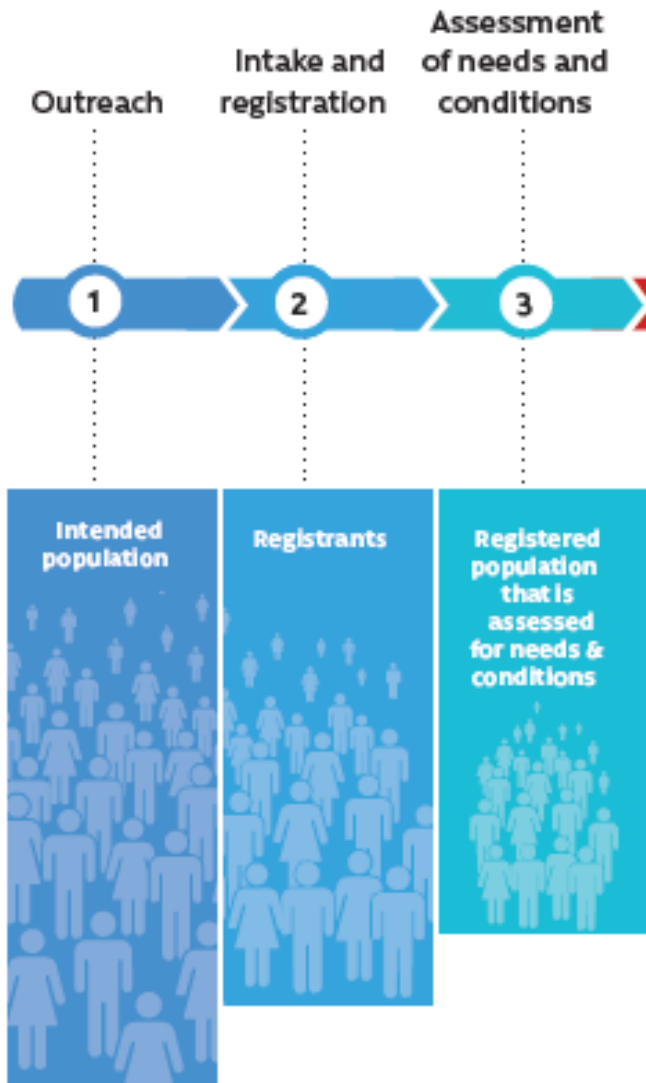 Outreach
Intake and
registration
Assessment
of needs and
conditions
1
2
3
Intended
population
Registrants
Registered
population
that is
assessed
for needs &
conditions